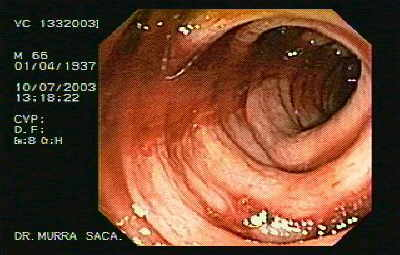 VC 1332003
M 66
01/04/1937
10/07/2003
13:18:22
CVP:
D.F:
DR. MURRA SACA.